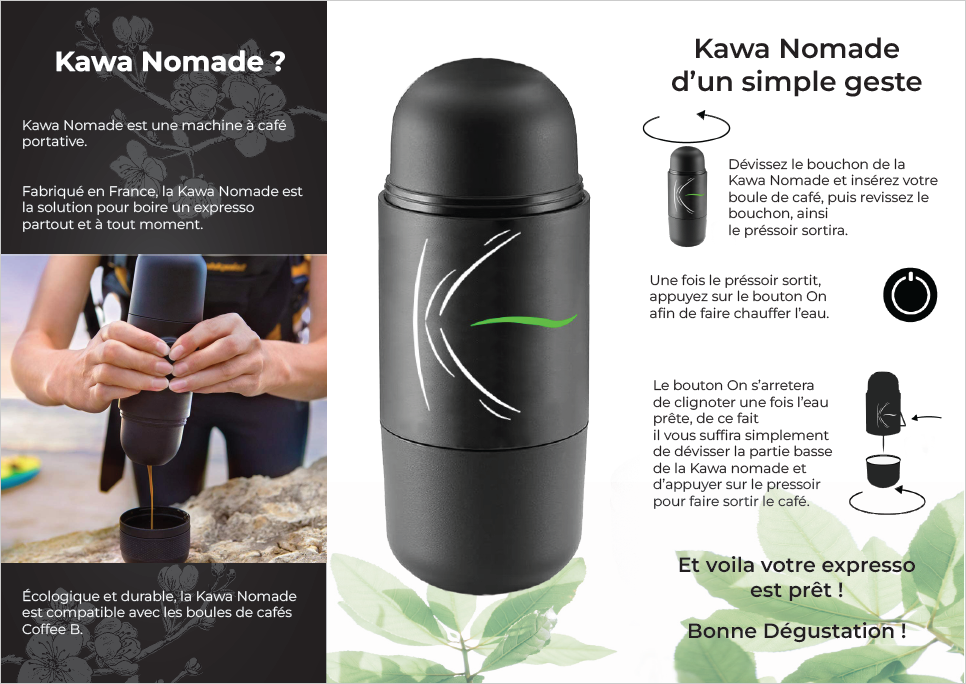 Kawa Nomade ?
Kawa Nomade est une machine à café
portative.
Fabriqué en France, la Kawa Nomade est
la solution pour boire un expresso
partout et à tout moment.
Écologique et durable, la Kawa Nomade
est compatible avec les boules de cafés
Coffee B.
Kawa Nomade
d'un simple geste
Dévissez le bouchon de la
Kawa Nomade et insérez votre
boule de café, puis revissez le
bouchon, ainsi
le préssoir sortira.
Une fois le préssoir sortit,
appuyez sur le bouton On
afin de faire chauffer l'eau.
Le bouton On s'arretera
de clignoter une fois l'eau
prête, de ce fait
il vous suffira simplement
de dévisser la partie basse
de la Kawa nomade et
d'appuyer sur le pressoir
pour faire sortir le café.
Et voila votre expresso
est prêt !
Bonne Dégustation !